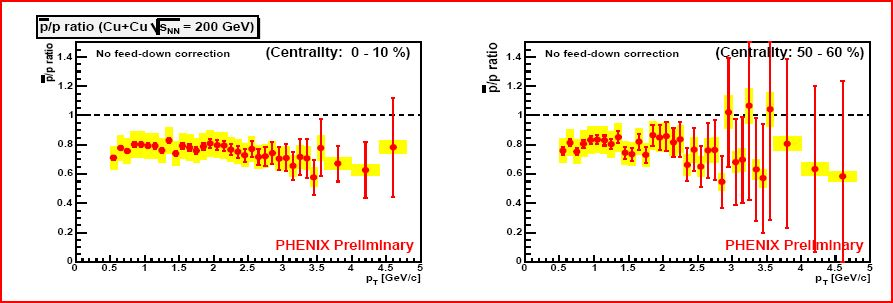 p̅/p ratio (Cu+Cu √sNN = 200 GeV)
p̅/p ratio
No feed-down correction
(Centrality: 0 - 10 %)
1.4
1.2
1
0.8
0.6
0.4
0.2
0
PHENIX Preliminary
0 0.5 1 1.5 2 2.5 3 3.5 4 4.5 5
pT [GeV/c]
p̅/p ratio
No feed-down correction
(Centrality: 50 - 60 %)
1.4
1.2
1
0.8
0.6
0.4
0.2
0
PHENIX Preliminary
0 0.5 1 1.5 2 2.5 3 3.5 4 4.5 5
pT [GeV/c]